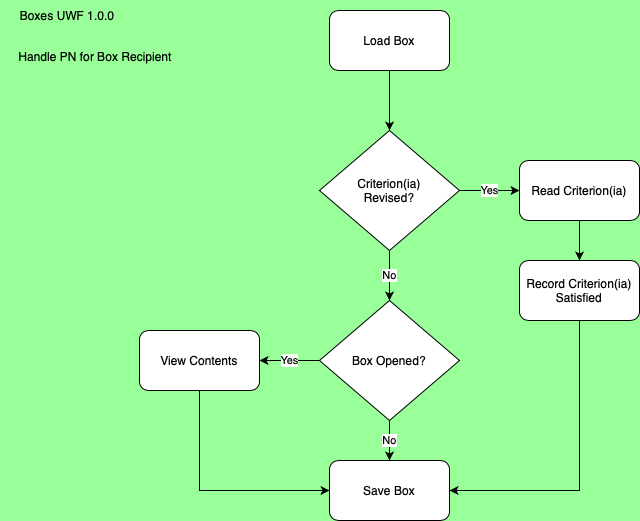 Boxes UWF 1.0.0
Handle PN for Box Recipient
Load Box
Criterion(ia)
Revised?
Yes
Read Criterion(ia)
No
Record Criterion(ia)
Satisfied
View Contents
Yes
Box Opened?
No
Save Box